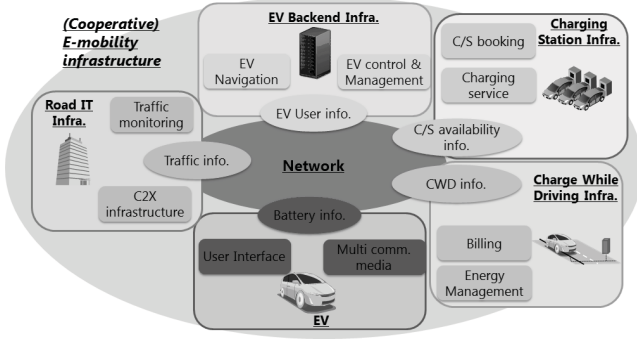 (Cooperative)
E-mobility
infrastructure
EV Backend Infra.
EV
Navigation
EV control &
Management
EV User info.
Charging
Station Infra.
C/S booking
Charging
service
C/S availability
info.
Road IT
Infra.
Traffic
monitoring
C2X
infrastructure
Traffic info.
Network
CWD info.
Charge While
Driving Infra.
Billing
Energy
Management
Battery info.
User Interface
Multi comm.
media
EV